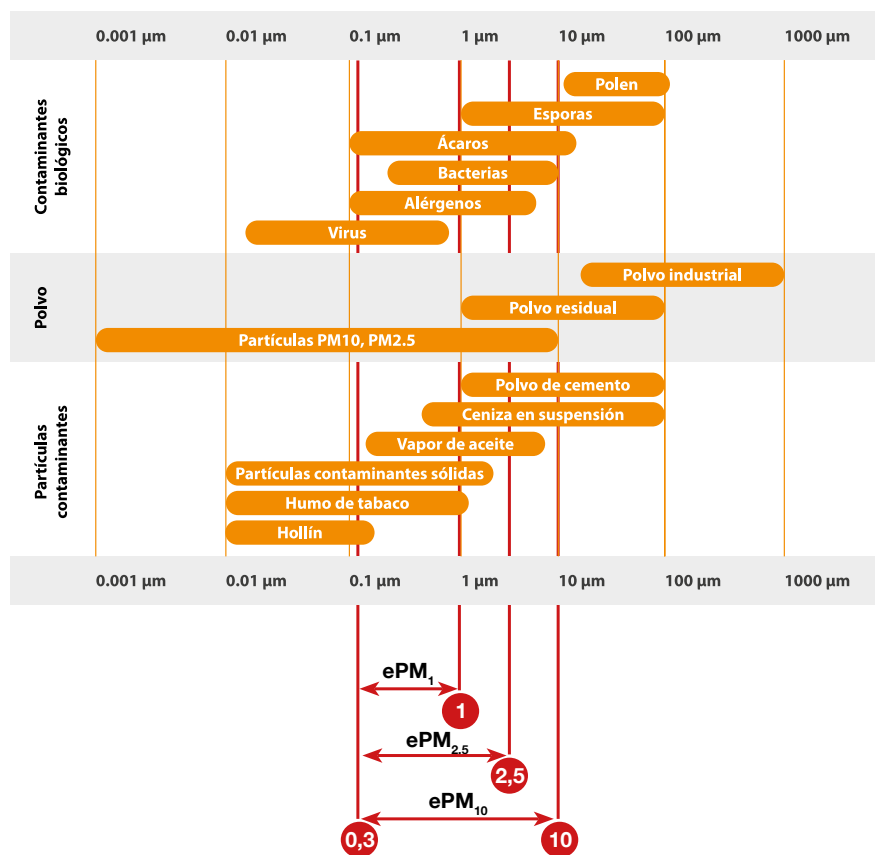 0.001 µm 0.01 µm 0.1 µm 1 µm 10 µm 100 µm 1000 µm
Contaminantes
biológicos
Polen
Esporas
Ácaros
Bacterias
Alérgenos
Virus
Polvo
Polvo industrial
Polvo residual
Partículas PM10, PM2.5
Partículas
contaminantes
Polvo de cemento
Ceniza en suspensión
Vapor de aceite
Partículas contaminantes sólidas
Humo de tabaco
Hollín
0.001 µm 0.01 µm 0.1 µm 1 µm 10 µm 100 µm 1000 µm
ePM1
1
ePM2.5
2,5
ePM10
0,3 10